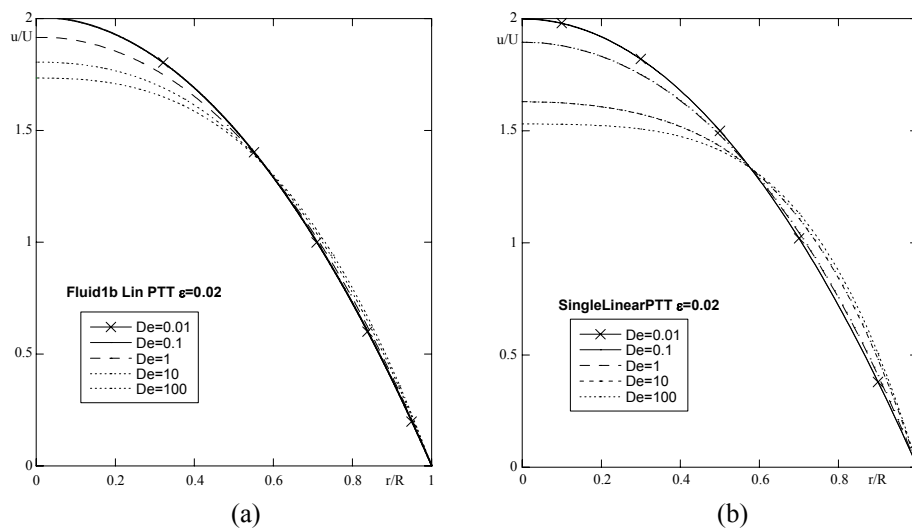 2
u/U
1.5
1
0.5
0
0
0.2
0.4
0.6
0.8
r/R
1
Fluid1b Lin PTT ε=0.02
De=0.01
De=0.1
De=1
De=10
De=100
(a)
2
u/U
1.5
1
0.5
0
0
0.2
0.4
0.6
0.8
r/R
SingleLinearPTT ε=0.02
De=0.01
De=0.1
De=1
De=10
De=100
(b)